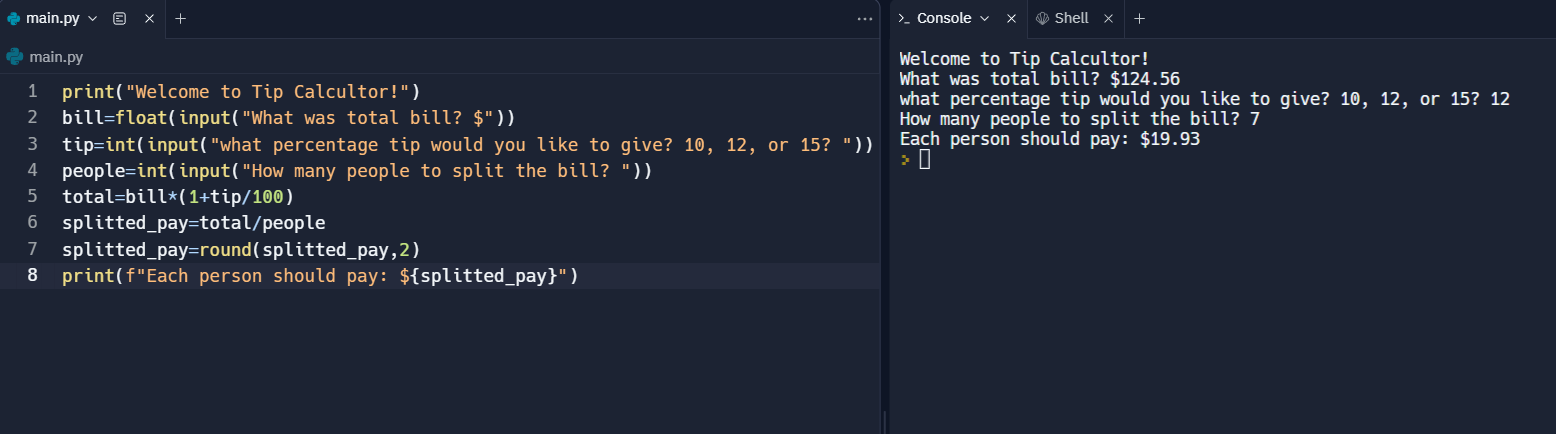 main.py
main.py
1 print("Welcome to Tip Calcultor!")
2 bill=float(input("What was total bill? $"))
3 tip=int(input("what percentage tip would you like to give? 10, 12, or 15? "))
4 people=int(input("How many people to split the bill? "))
5 total=bill*(1+tip/100)
6 splitted_pay=total/people
7 splitted_pay=round(splitted_pay,2)
8 print(f"Each person should pay: ${splitted_pay}")
Console Shell
Welcome to Tip Calcultor!
What was total bill? $124.56
what percentage tip would you like to give? 10, 12, or 15? 12
How many people to split the bill? 7
Each person should pay: $19.93